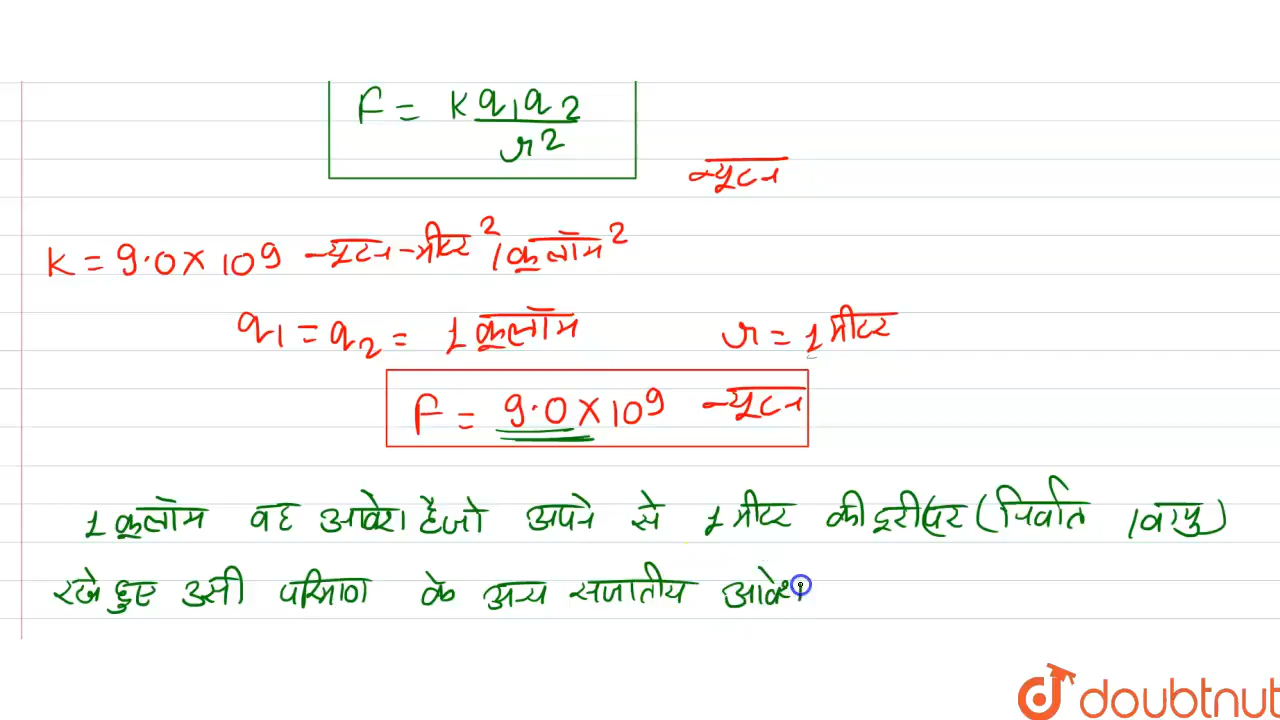 F = K q₁q₂ / r²
न्यूटन
K = 9.0 × 10⁹ न्यूटन-मीटर² / कूलॉम²
q₁ = q₂ = 1 कूलॉम r = 1 मीटर
F = 9.0 × 10⁹ न्यूटन
1 कूलॉम वह आवेश है जो अपने से 1 मीटर की दूरी पर (निर्वात / वायु)
रखे हुए उसी परिमाण के अन्य सजातीय आवेश
doubtnut